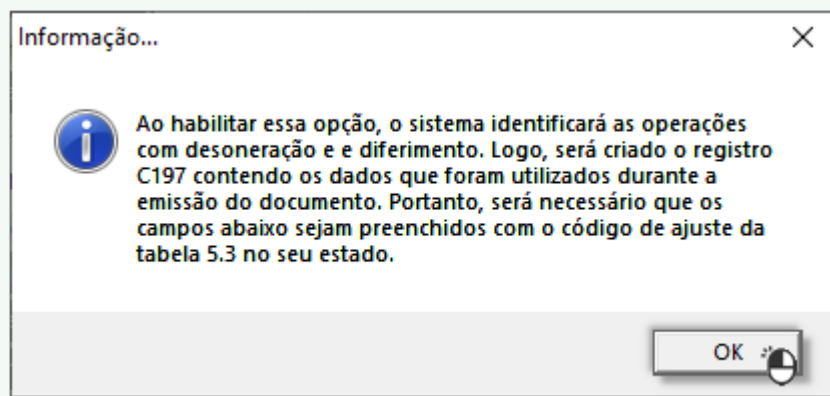 Informação...
Ao habilitar essa opção, o sistema identificará as operações
com desoneração e e diferimento. Logo, será criado o registro
C197 contendo os dados que foram utilizados durante a
emissão do documento. Portanto, será necessário que os
campos abaixo sejam preenchidos com o código de ajuste da
tabela 5.3 no seu estado.
OK